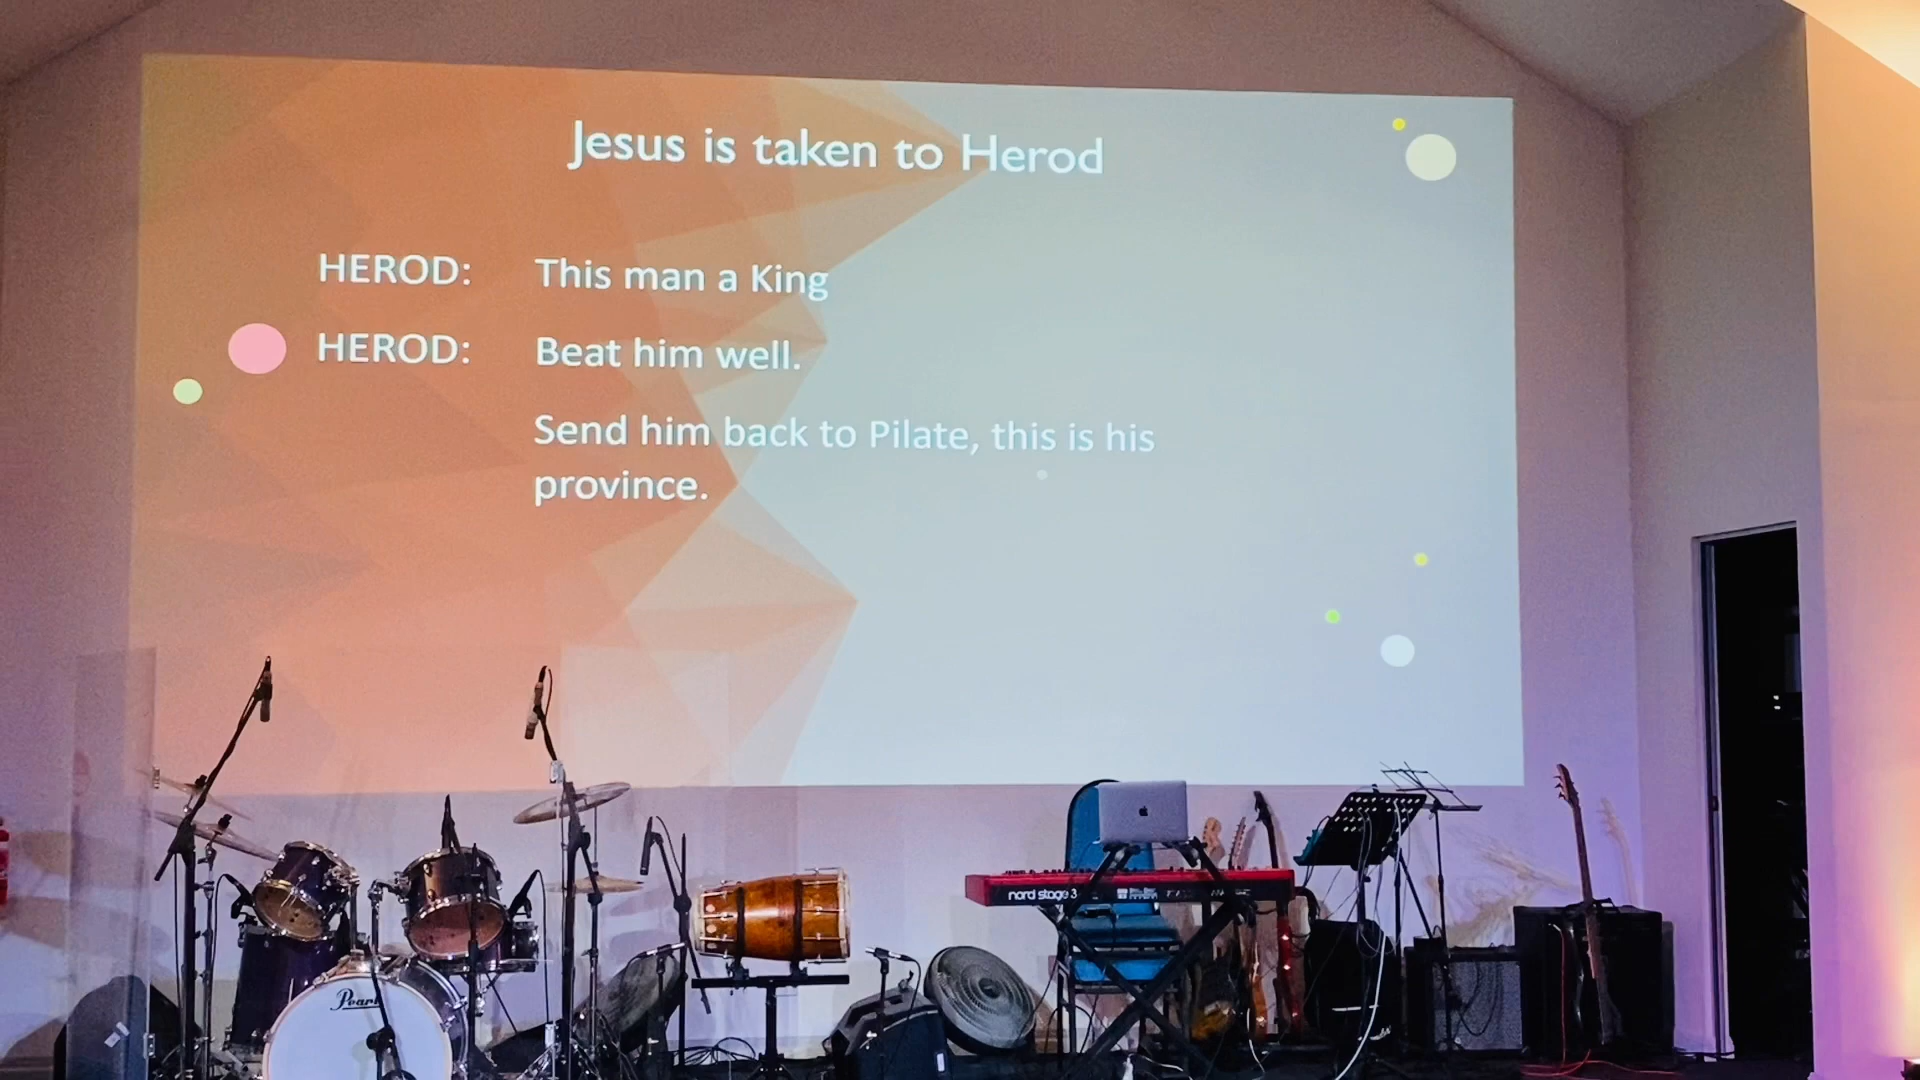 Jesus is taken to Herod
HEROD: This man a King
HEROD: Beat him well.
Send him back to Pilate, this is his
province.
nord stage 3
Pearl